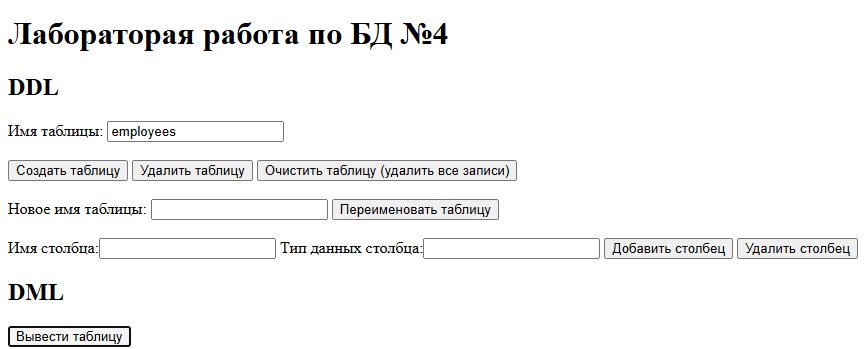 Лабораторая работа по БД №4
DDL
Имя таблицы: employees
Создать таблицу Удалить таблицу Очистить таблицу (удалить все записи)
Новое имя таблицы: Переименовать таблицу
Имя столбца: Тип данных столбца: Добавить столбец Удалить столбец
DML
Вывести таблицу